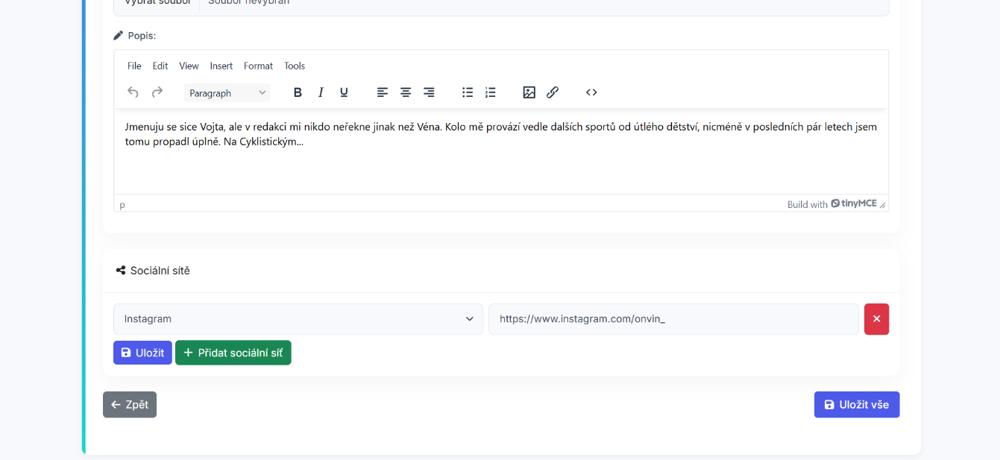 Vybrat soubor Soubor nevybrán
Popis:
File Edit View Insert Format Tools
Paragraph B I U
Jmenuju se sice Vojta, ale v redakci mi nikdo neřekne jinak než Véna. Kolo mě provází vedle dalších sportů od útlého dětství, nicméně v posledních pár letech jsem
tomu propadl úplně. Na Cyklistickým...
p Build with tinyMCE
Sociální sítě
Instagram https://www.instagram.com/onvin_
Uložit + Přidat sociální síť
Zpět Uložit vše